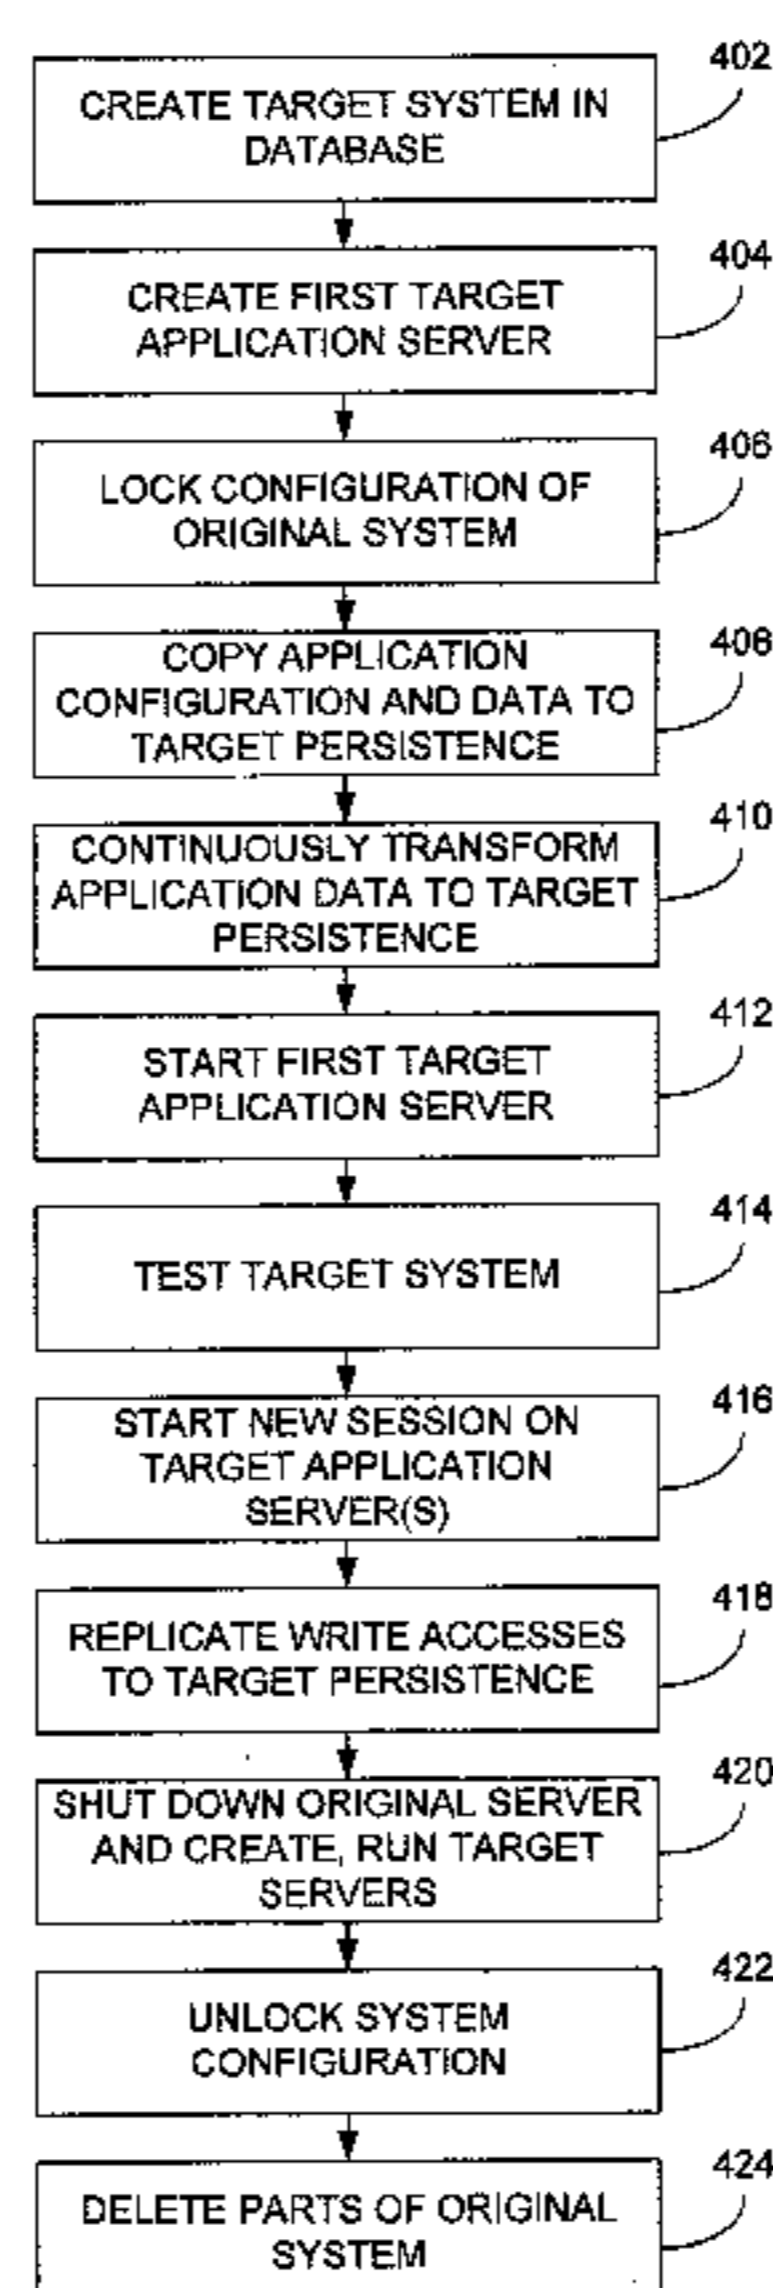 402
CREATE TARGET SYSTEM IN
DATABASE
404
CREATE FIRST TARGET
APPLICATION SERVER
406
LOCK CONFIGURATION OF
ORIGINAL SYSTEM
408
COPY APPLICATION
CONFIGURATION AND DATA TO
TARGET PERSISTENCE
410
CONTINUOUSLY TRANSFORM
APPLICATION DATA TO TARGET
PERSISTENCE
412
START FIRST TARGET
APPLICATION SERVER
414
TEST TARGET SYSTEM
416
START NEW SESSION ON
TARGET APPLICATION
SERVER(S)
418
REPLICATE WRITE ACCESSES
TO TARGET PERSISTENCE
420
SHUT DOWN ORIGINAL SERVER
AND CREATE, RUN TARGET
SERVERS
422
UNLOCK SYSTEM
CONFIGURATION
424
DELETE PARTS OF ORIGINAL
SYSTEM